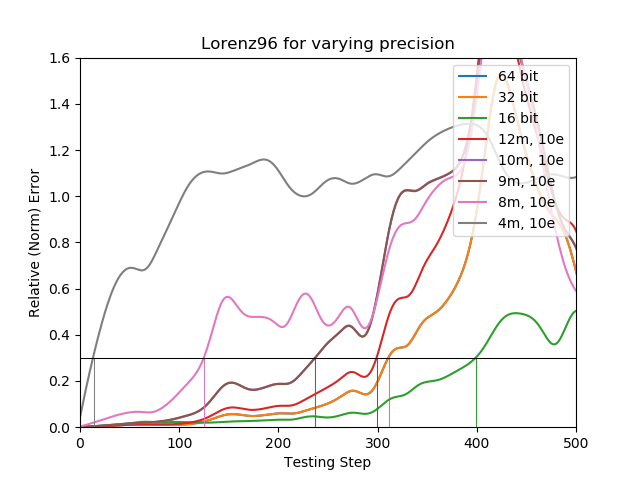 Lorenz96 for varying precision
1.6
1.4
1.2
1.0
0.8
0.6
0.4
0.2
0.0
Relative (Norm) Error
64 bit
32 bit
16 bit
12m, 10e
10m, 10e
9m, 10e
8m, 10e
4m, 10e
0 100 200 300 400 500
Testing Step